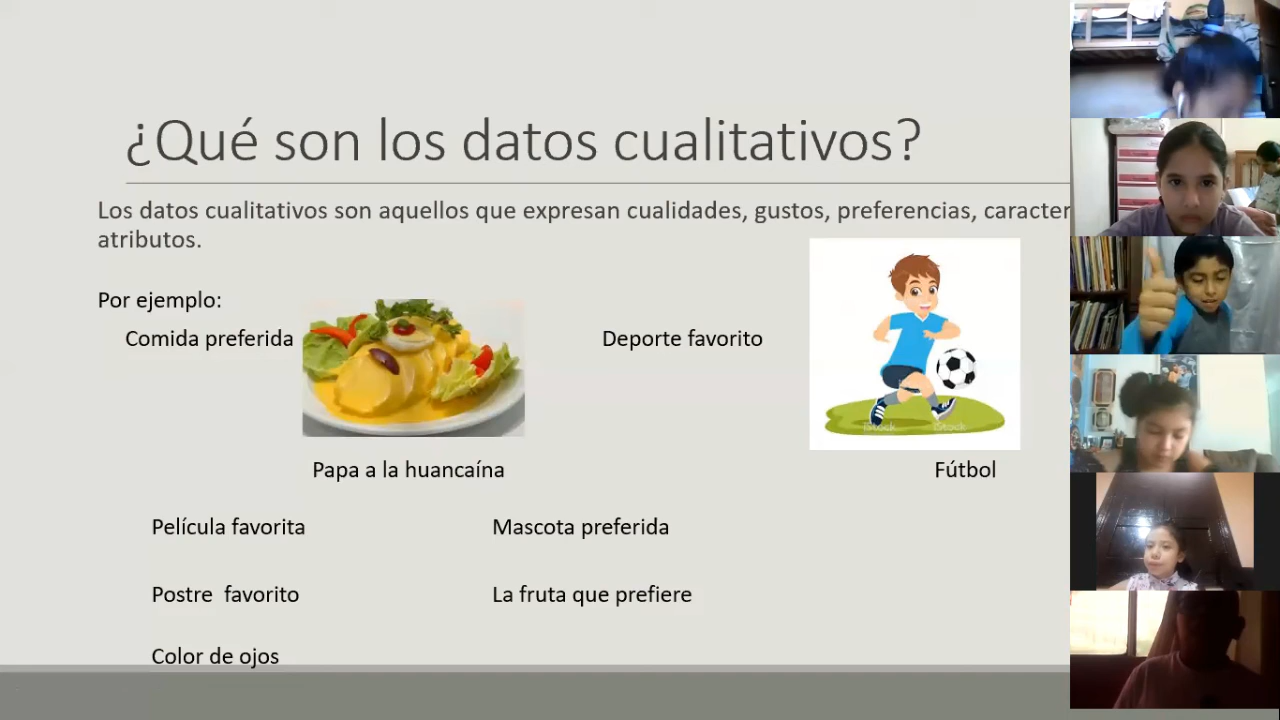 ¿Qué son los datos cualitativos?
Los datos cualitativos son aquellos que expresan cualidades, gustos, preferencias,
atributos.
Por ejemplo:
Comida preferida
Deporte favorito
iStock iStock
Papa a la huancaína
Fútbol
Película favorita
Mascota preferida
Postre favorito
La fruta que prefiere
Color de ojos